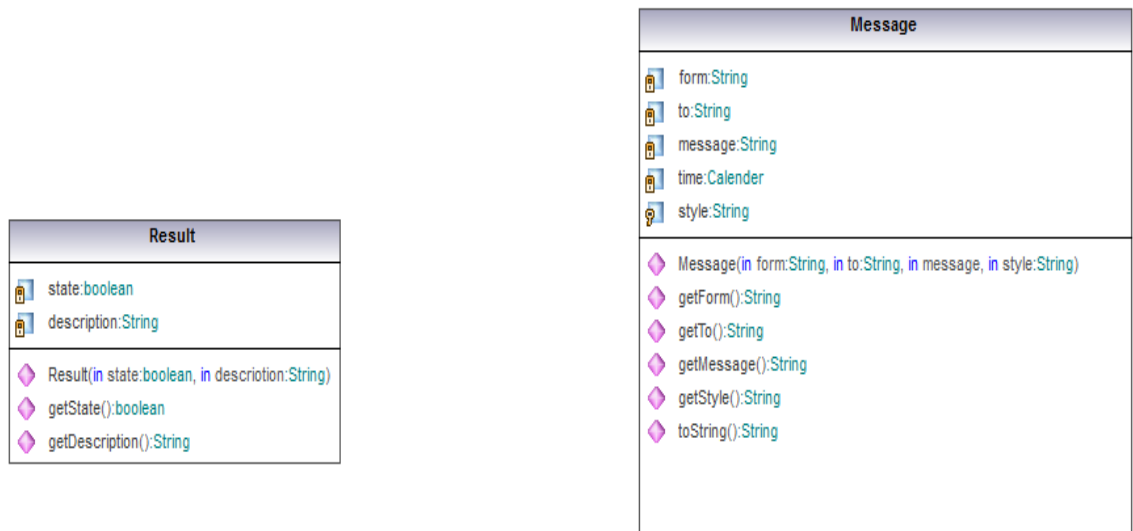 Result
state:boolean
description:String
Result(in state:boolean, in descriotion:String)
getState():boolean
getDescription():String
Message
form:String
to:String
message:String
time:Calender
style:String
Message(in form:String, in to:String, in message, in style:String)
getForm():String
getTo():String
getMessage():String
getStyle():String
toString():String